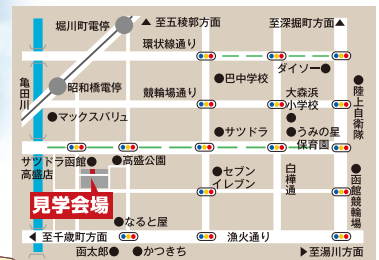 堀川町電停
▲至五稜郭方面
至深掘町方面▲
環状線通り
ダイソー●
●巴中学校
亀田川
昭和橋電停
競輪場通り
大森浜
小学校
●陸上自衛隊
●マックスバリュ
●サツドラ
●うみの星
保育園
サツドラ函館●
高盛店
●高盛公園
●セブン
イレブン
白樺通
●函館競輪場
見学会場
●なると屋
◀至千歳町方面
漁火通り
函太郎●
●かつきち
▶至湯川方面